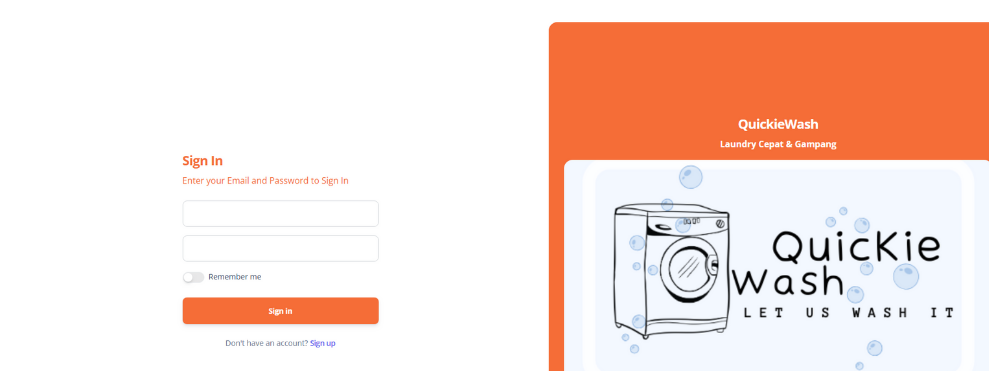 Sign In
Enter your Email and Password to Sign In
Remember me
Sign in
Don't have an account? Sign up
QuickieWash
Laundry Cepat & Gampang
QuicKie
Wash
LET US WASH IT